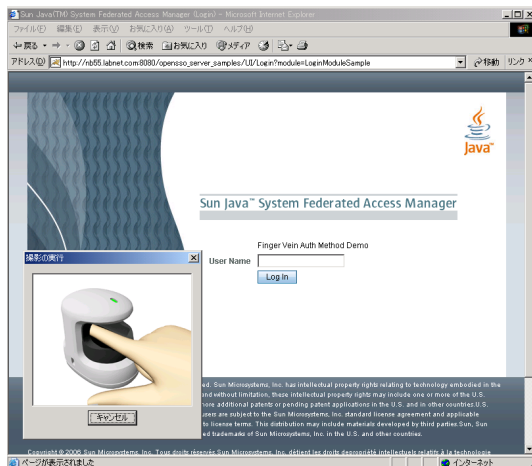 Sun Java(TM) System Federated Access Manager (Login) - Microsoft Internet Explorer
ファイル(F) 編集(E) 表示(V) お気に入り(A) ツール(T) ヘルプ(H)
戻る 検索 お気に入り メディア
アドレス(D) http://nb55.labnet.com:8080/opensso_server_samples/UI/Login?module=LoginModuleSample 移動 リンク
Java™
Sun Java™ System Federated Access Manager
Finger Vein Auth Method Demo
User Name
Log In
撮影の実行
キャンセル
ed. Sun Microsystems, Inc. has intellectual property rights relating to technology embodied in the
and without limitation, these intellectual property rights may include one or more of the U.S.
more additional patents or pending patent applications in the U.S. and in other countries.U.S.
users are subject to the Sun Microsystems, Inc. standard license agreement and applicable
to license terms. This distribution may include materials developed by third parties.Sun, Sun
ed trademarks of Sun Microsystems, Inc. in the U.S. and other countries.
Copyright © 2006 Sun Microsystems, Inc. Tous droits réservés.Sun Microsystems, Inc. détient les droits de propriété intellectuels relatifs à la technologie
ページが表示されました インターネット